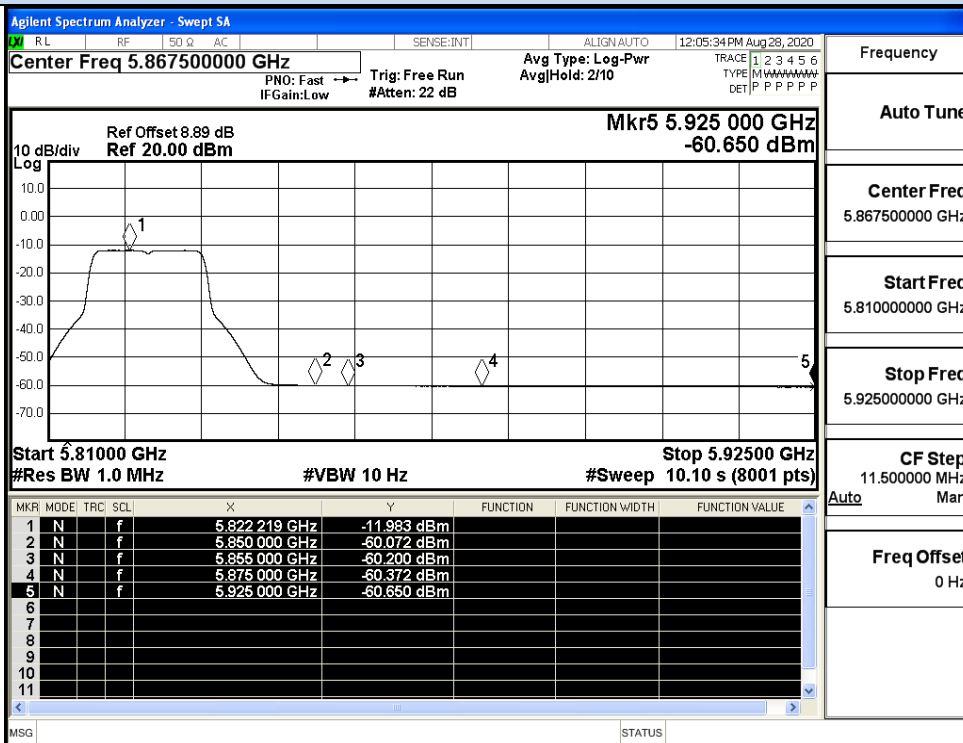 Agilent Spectrum Analyzer - Swept SA
LXI RL RF 50 Ω AC SENSE:INT ALIGN AUTO 12:05:34 PM Aug 28, 2020
Center Freq 5.867500000 GHz
PNO: Fast
IFGain:Low
Trig: Free Run
#Atten: 22 dB
Avg Type: Log-Pwr
Avg|Hold: 2/10
TRACE 1 2 3 4 5 6
TYPE M W W W W W
DET P P P P P P
Mkr5 5.925 000 GHz
-60.650 dBm
Ref Offset 8.89 dB
10 dB/div Ref 20.00 dBm
Log
10.0
0.00
-10.0
-20.0
-30.0
-40.0
-50.0
-60.0
-70.0
1
2
3
4
5
Start 5.81000 GHz Stop 5.92500 GHz
#Res BW 1.0 MHz #VBW 10 Hz #Sweep 10.10 s (8001 pts)
MKR MODE TRC SCL X Y FUNCTION FUNCTION WIDTH FUNCTION VALUE
1 N f 5.822 219 GHz -11.983 dBm
2 N f 5.850 000 GHz -60.072 dBm
3 N f 5.855 000 GHz -60.200 dBm
4 N f 5.875 000 GHz -60.372 dBm
5 N f 5.925 000 GHz -60.650 dBm
6
7
8
9
10
11
MSG STATUS
Frequency
Auto Tune
Center Freq
5.867500000 GHz
Start Freq
5.810000000 GHz
Stop Freq
5.925000000 GHz
CF Step
11.500000 MHz
Auto Man
Freq Offset
0 Hz